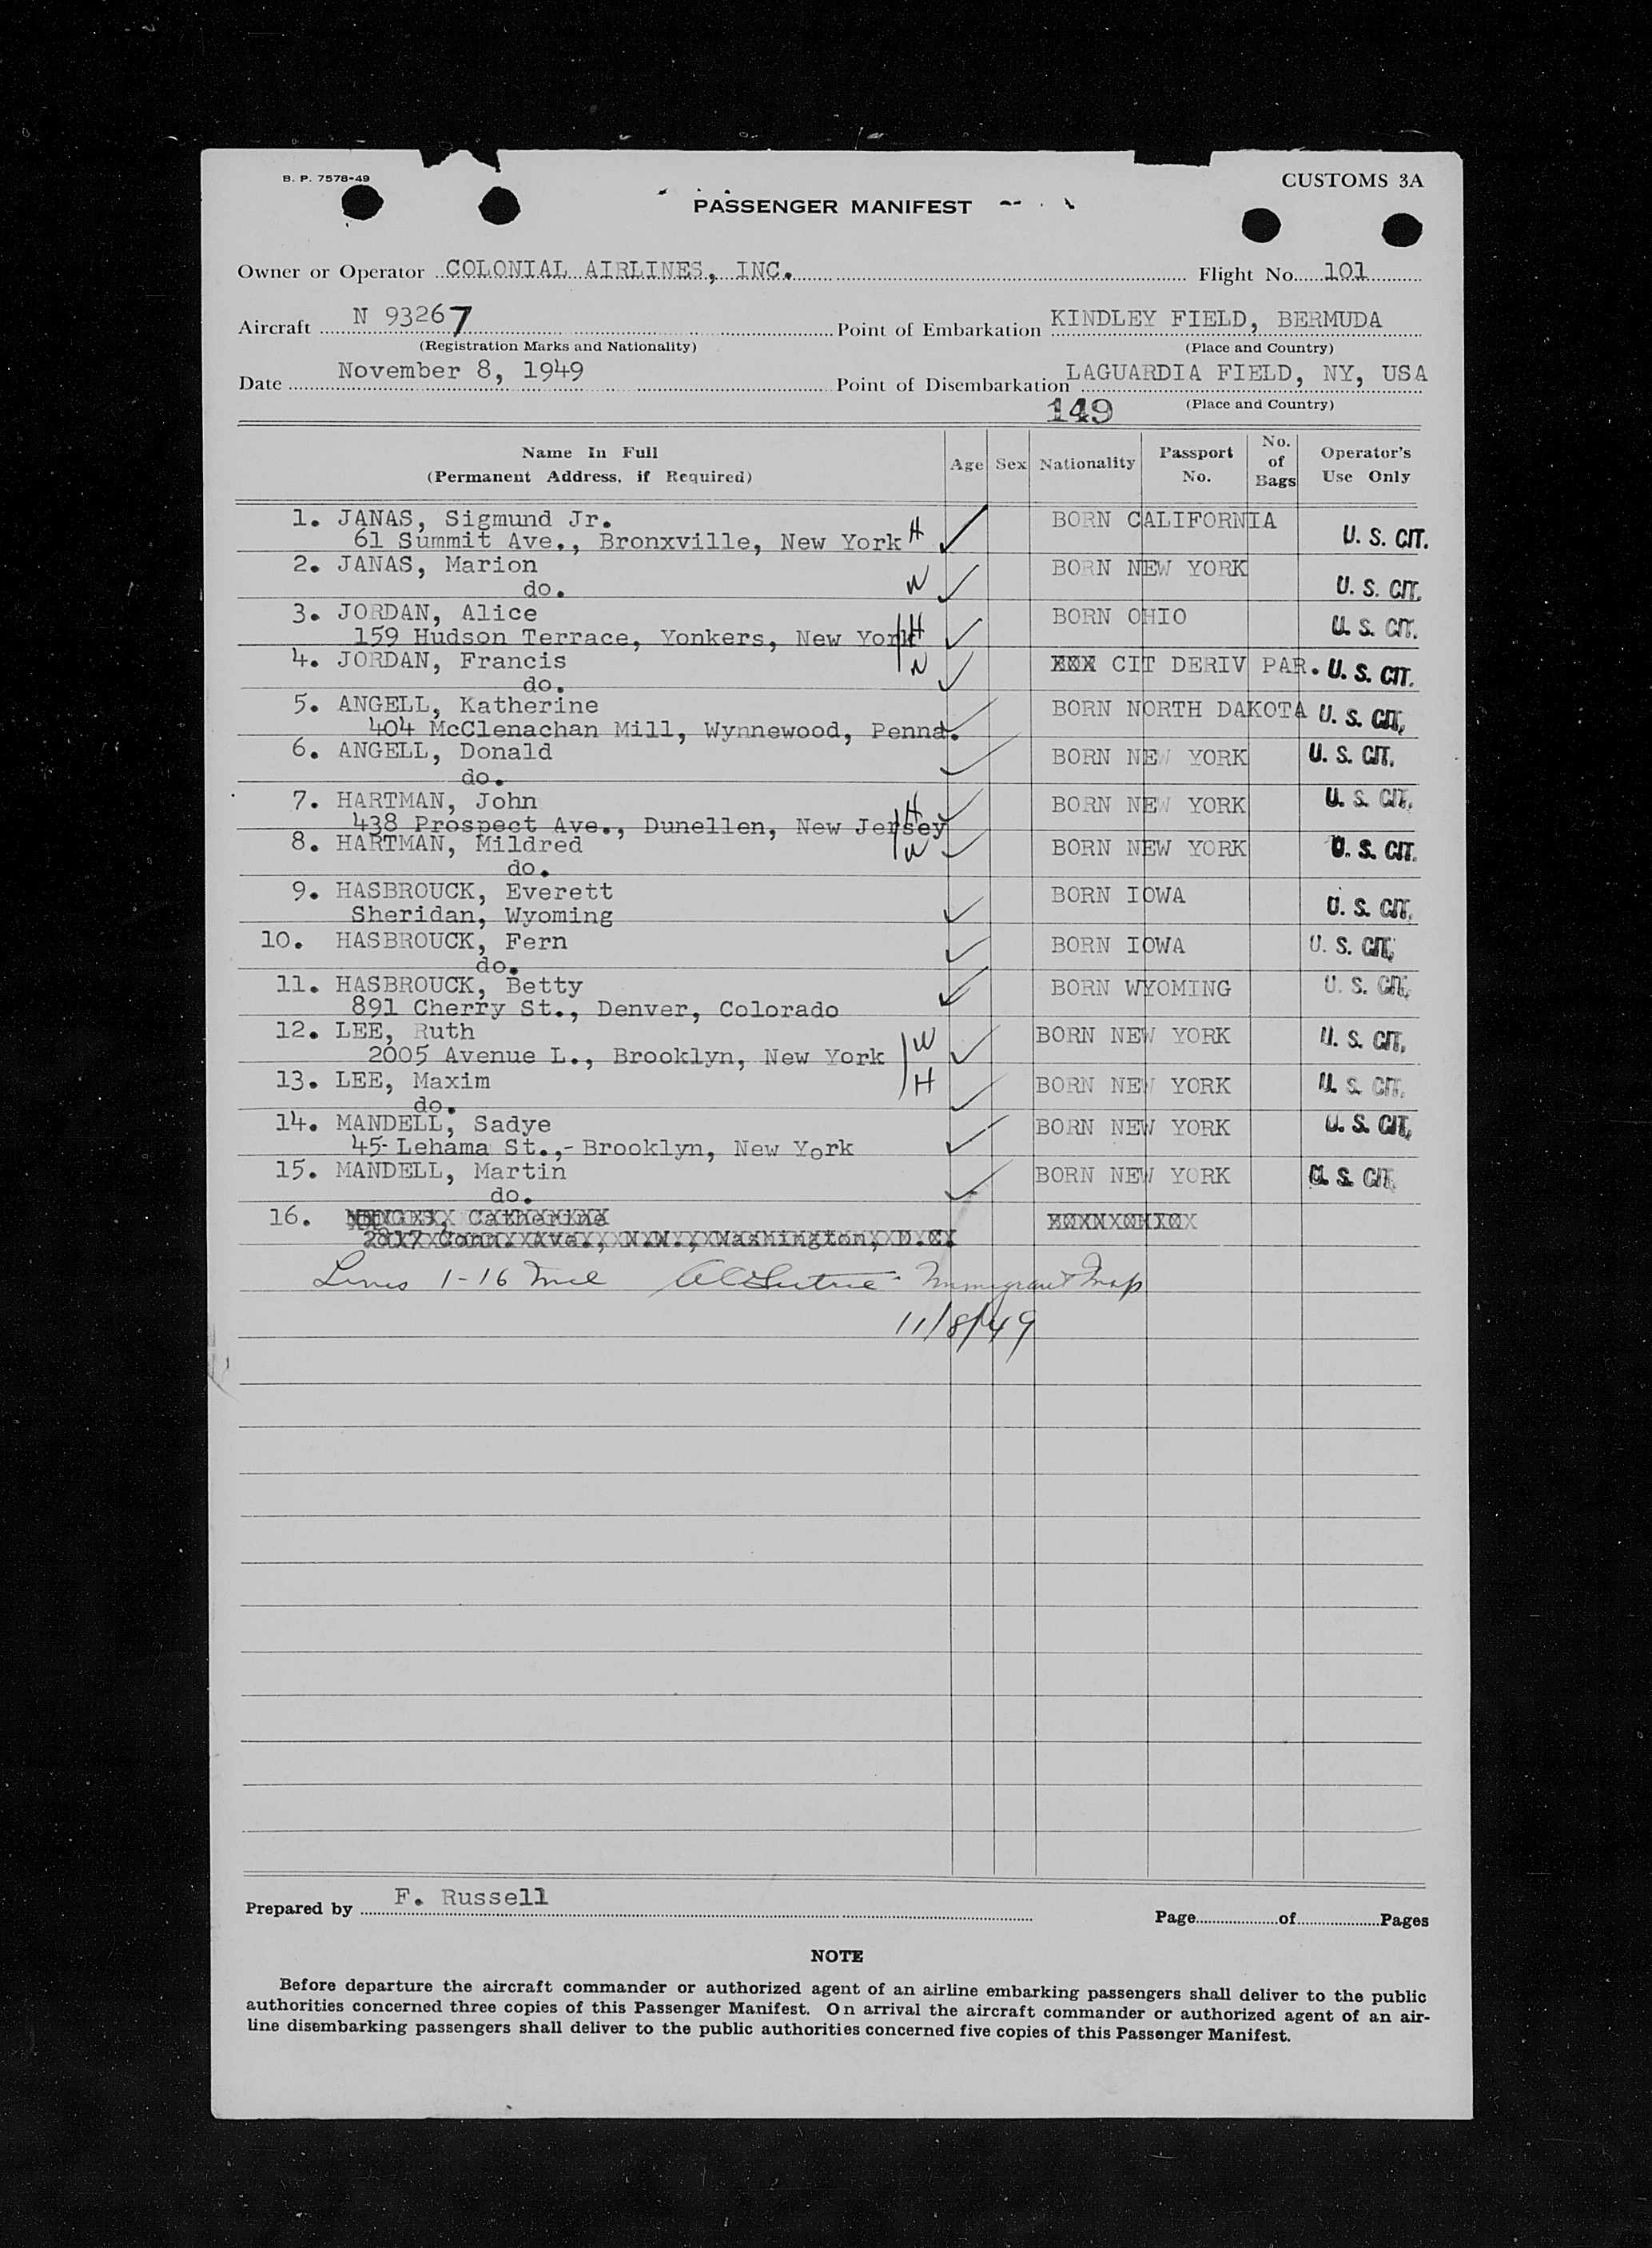 B. P. 7578-49
CUSTOMS 3A
PASSENGER MANIFEST
Owner or Operator COLONIAL AIRLINES, INC. Flight No. 101
Aircraft N 93267 Point of Embarkation KINDLEY FIELD, BERMUDA
(Registration Marks and Nationality) (Place and Country)
Date November 8, 1949 Point of Disembarkation LAGUARDIA FIELD, NY, USA
149 (Place and Country)
Name In Full (Permanent Address, if Required) Age Sex Nationality Passport No. No. of Bags Operator's Use Only
1. JANAS, Sigmund Jr. BORN CALIFORNIA
61 Summit Ave., Bronxville, New York H U. S. CIT.
2. JANAS, Marion BORN NEW YORK
do. W U. S. CIT.
3. JORDAN, Alice BORN OHIO
159 Hudson Terrace, Yonkers, New York H U. S. CIT.
4. JORDAN, Francis W XXX CIT DERIV PAR. U. S. CIT.
do.
5. ANGELL, Katherine BORN NORTH DAKOTA U. S. CIT.
404 McClenachan Mill, Wynnewood, Penna.
6. ANGELL, Donald BORN NEW YORK U. S. CIT.
do.
7. HARTMAN, John H BORN NEW YORK U. S. CIT.
438 Prospect Ave., Dunellen, New Jersey
8. HARTMAN, Mildred W BORN NEW YORK U. S. CIT.
do.
9. HASBROUCK, Everett BORN IOWA
Sheridan, Wyoming U. S. CIT.
10. HASBROUCK, Fern BORN IOWA U. S. CIT.
do.
11. HASBROUCK, Betty BORN WYOMING U. S. CIT.
891 Cherry St., Denver, Colorado
12. LEE, Ruth W BORN NEW YORK U. S. CIT.
2005 Avenue L., Brooklyn, New York
13. LEE, Maxim H BORN NEW YORK U. S. CIT.
do.
14. MANDELL, Sadye BORN NEW YORK U. S. CIT.
45- Lehama St.,- Brooklyn, New York
15. MANDELL, Martin BORN NEW YORK U. S. CIT.
do.
16. Catherine
2817 Conn. Ave., N.W., Washington, D.C.
Lines 1-16 Incl Immigrant Insp
11/8/49
Prepared by F. Russell Page of Pages
NOTE
Before departure the aircraft commander or authorized agent of an airline embarking passengers shall deliver to the public
authorities concerned three copies of this Passenger Manifest. On arrival the aircraft commander or authorized agent of an air-
line disembarking passengers shall deliver to the public authorities concerned five copies of this Passenger Manifest.